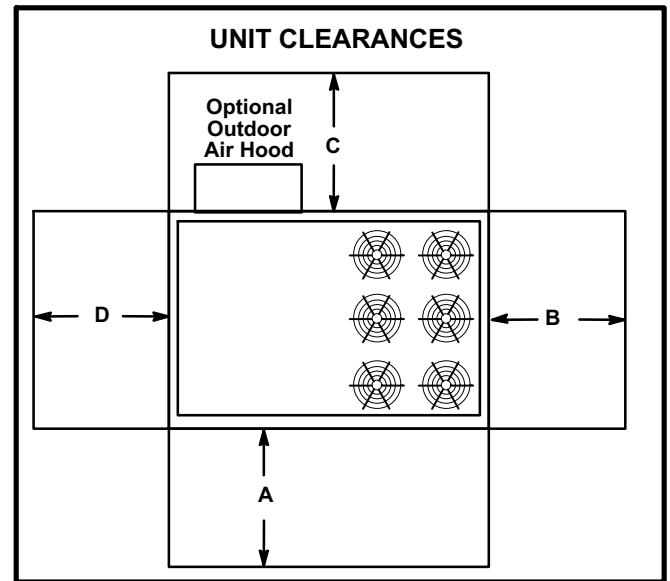 UNIT CLEARANCES
Optional
Outdoor
Air Hood
C
D
B
A